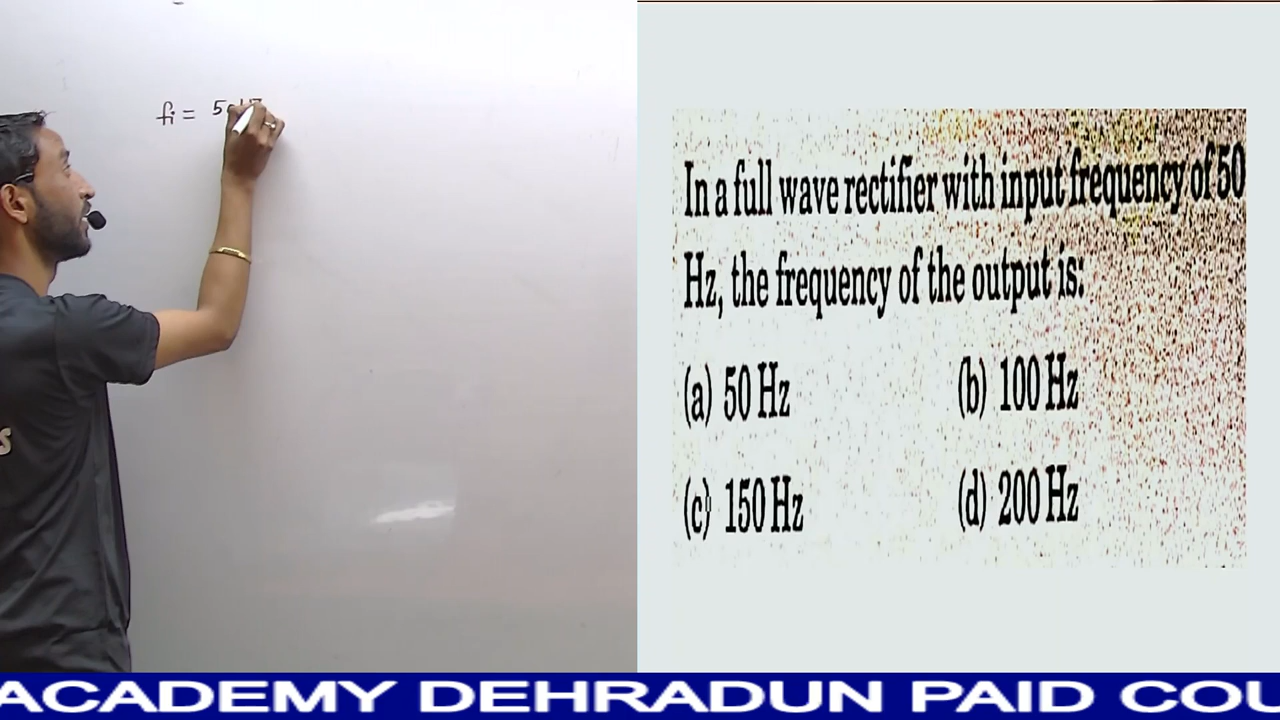 fi =
In a full wave rectifier with input frequency of 50
Hz, the frequency of the output is:
(a) 50 Hz
(b) 100 Hz
(c) 150 Hz
(d) 200 Hz
ACADEMY DEHRADUN PAID COU